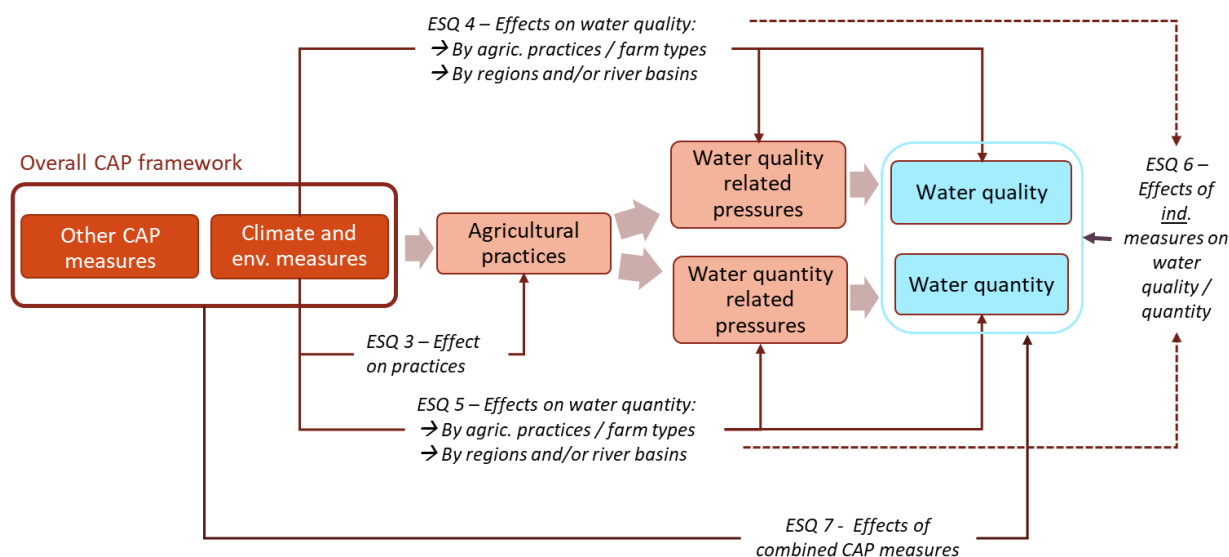 ESQ 4 – Effects on water quality:
→ By agric. practices / farm types
→ By regions and/or river basins
Overall CAP framework
Other CAP
measures
Climate and
env. measures
Agricultural
practices
Water quality
related
pressures
Water quantity
related
pressures
Water quality
Water quantity
ESQ 6 –
Effects of
ind.
measures on
water
quality /
quantity
ESQ 3 – Effect
on practices
ESQ 5 – Effects on water quantity:
→ By agric. practices / farm types
→ By regions and/or river basins
ESQ 7 - Effects of
combined CAP measures